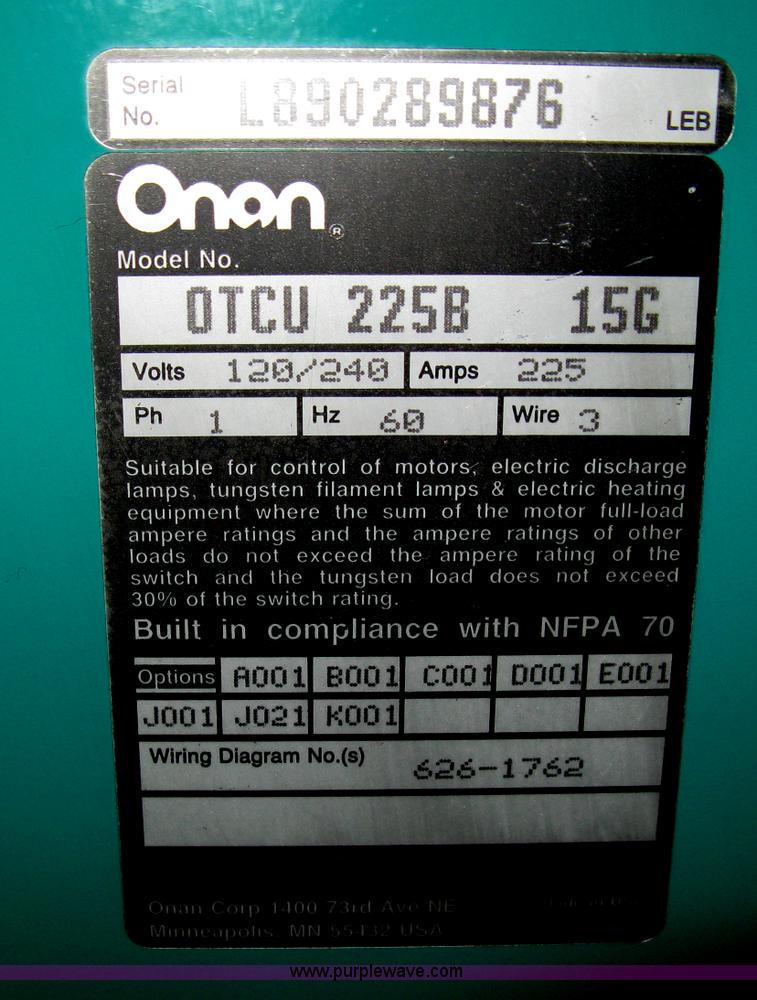 Serial
No. L890289876 LEB
Onan®
Model No.
OTCU 225B 15G
Volts 120/240 Amps 225
Ph 1 Hz 60 Wire 3
Suitable for control of motors, electric discharge
lamps, tungsten filament lamps & electric heating
equipment where the sum of the motor full-load
ampere ratings and the ampere ratings of other
loads do not exceed the ampere rating of the
switch and the tungsten load does not exceed
30% of the switch rating.
Built in compliance with NFPA 70
Options A001 B001 C001 D001 E001
J001 J021 K001
Wiring Diagram No.(s) 626-1762
Onan Corp 1400 73rd Ave NE
Minneapolis, MN 55432 USA
www.purplewave.com